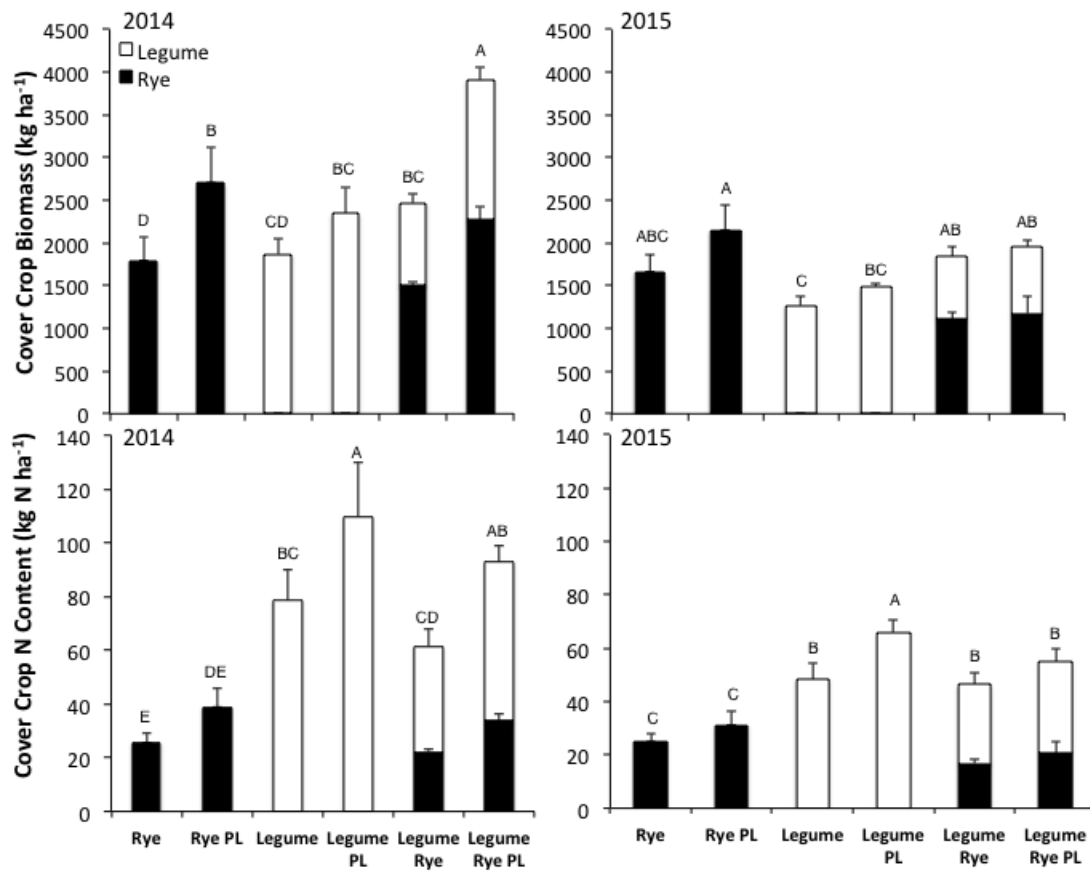 2014
Legume
Rye
Cover Crop Biomass (kg ha⁻¹)
4500
4000
3500
3000
2500
2000
1500
1000
500
0
D
B
CD
BC
BC
A
2015
4500
4000
3500
3000
2500
2000
1500
1000
500
0
ABC
A
C
BC
AB
AB
2014
Cover Crop N Content (kg N ha⁻¹)
140
120
100
80
60
40
20
0
E
DE
BC
A
CD
AB
Rye
Rye PL
Legume
Legume
PL
Legume
Rye
Legume
Rye PL
2015
140
120
100
80
60
40
20
0
C
C
B
A
B
B
Rye
Rye PL
Legume
Legume
PL
Legume
Rye
Legume
Rye PL